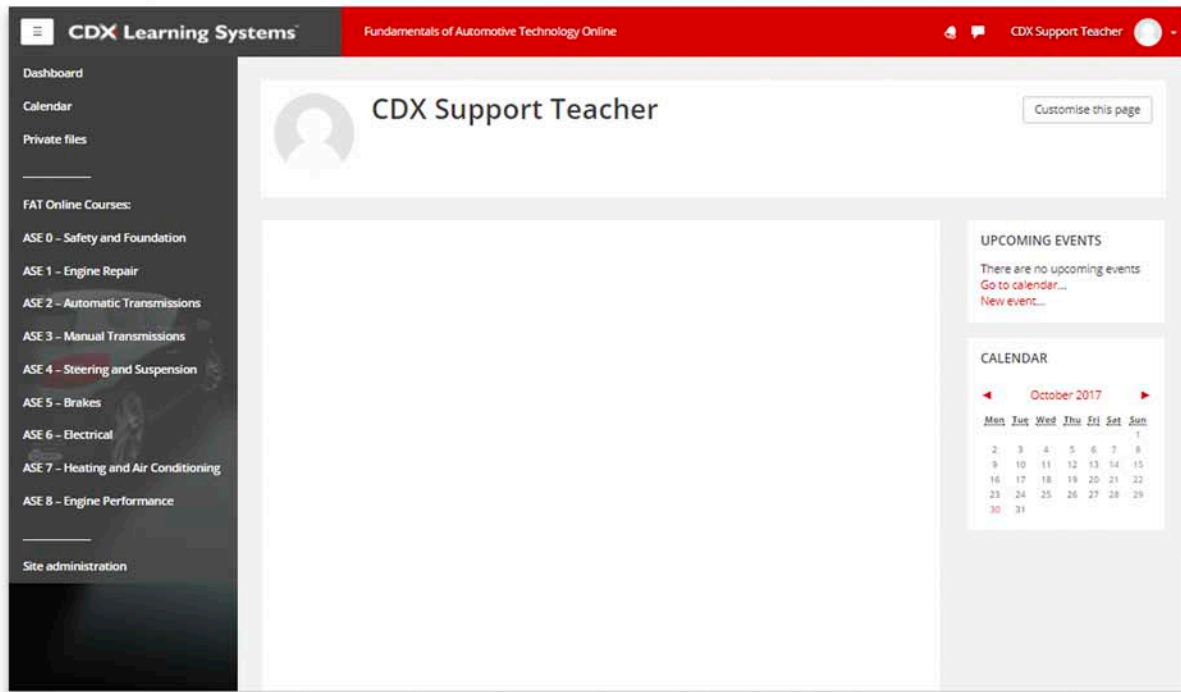 CDX Learning Systems™
Fundamentals of Automotive Technology Online
CDX Support Teacher
Dashboard
Calendar
Private files
FAT Online Courses:
ASE 0 – Safety and Foundation
ASE 1 – Engine Repair
ASE 2 – Automatic Transmissions
ASE 3 – Manual Transmissions
ASE 4 – Steering and Suspension
ASE 5 – Brakes
ASE 6 – Electrical
ASE 7 – Heating and Air Conditioning
ASE 8 – Engine Performance
Site administration
CDX Support Teacher
Customise this page
UPCOMING EVENTS
There are no upcoming events
Go to calendar...
New event...
CALENDAR
◄ October 2017 ►
Mon Tue Wed Thu Fri Sat Sun
1
2 3 4 5 6 7 8
9 10 11 12 13 14 15
16 17 18 19 20 21 22
23 24 25 26 27 28 29
30 31